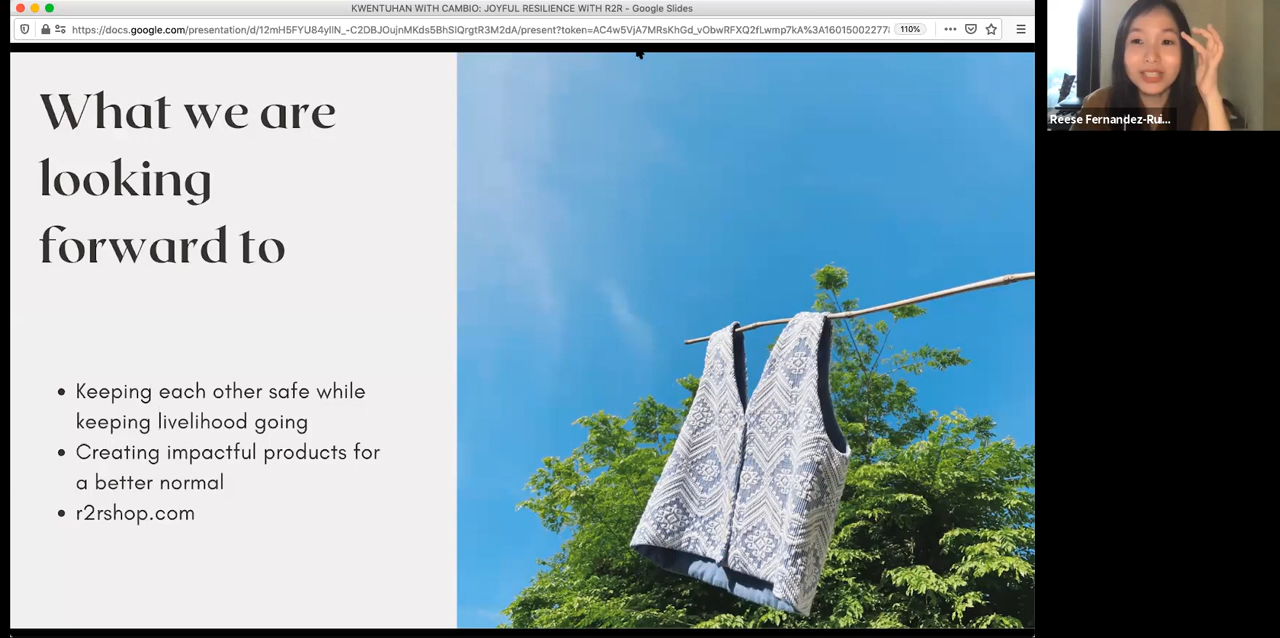 KWENTUHAN WITH CAMBIO: JOYFUL RESILIENCE WITH R2R - Google Slides
110%
What we are
looking
forward to
Keeping each other safe while
keeping livelihood going
Creating impactful products for
a better normal
r2rshop.com
Reese Fernandez-Rui...